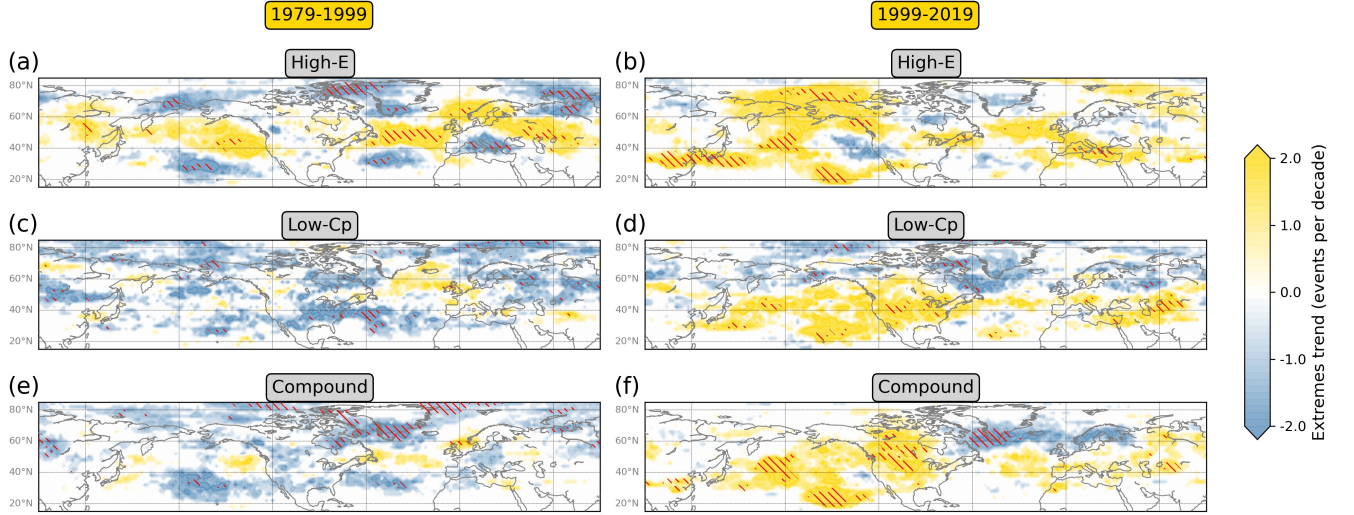 1979-1999
1999-2019
(a)
High-E
(b)
High-E
80°N
60°N
40°N
20°N
80°N
60°N
40°N
20°N
(c)
Low-Cp
(d)
Low-Cp
80°N
60°N
40°N
20°N
80°N
60°N
40°N
20°N
(e)
Compound
(f)
Compound
80°N
60°N
40°N
20°N
80°N
60°N
40°N
20°N
2.0
1.0
0.0
-1.0
-2.0
Extremes trend (events per decade)